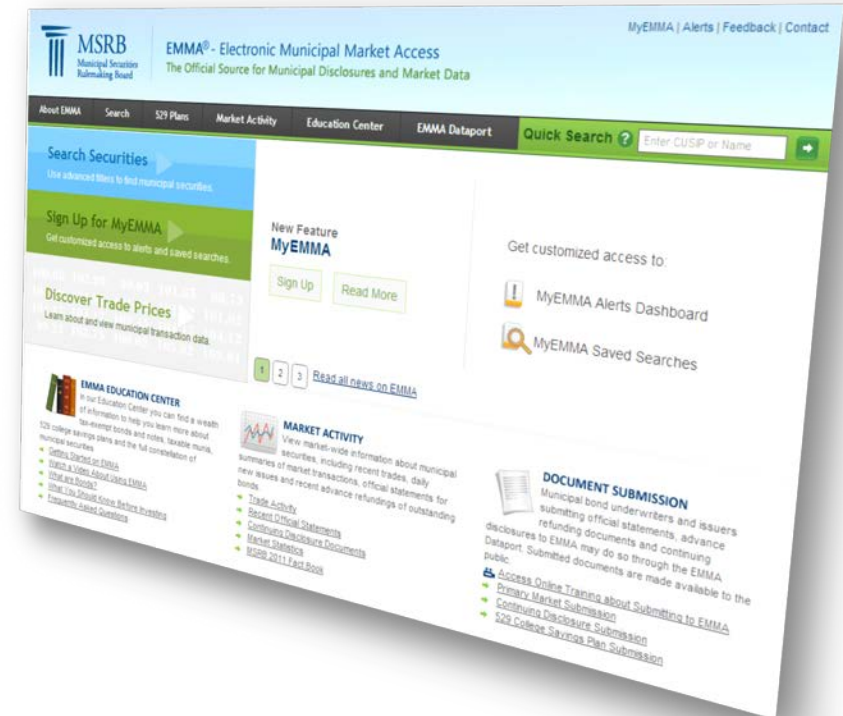 MyEMMA | Alerts | Feedback | Contact
MSRB
Municipal Securities
Rulemaking Board
EMMA® - Electronic Municipal Market Access
The Official Source for Municipal Disclosures and Market Data
About EMMA
Search
529 Plans
Market Activity
Education Center
EMMA Dataport
Quick Search ?
Enter CUSIP or Name
Search Securities
Use advanced filters to find municipal securities.
Sign Up for MyEMMA
Get customized access to alerts and saved searches.
Discover Trade Prices
Learn about and view municipal transaction data.
New Feature
MyEMMA
Sign Up
Read More
Get customized access to:
MyEMMA Alerts Dashboard
MyEMMA Saved Searches
1 2 3 Read all news on EMMA
EMMA EDUCATION CENTER
In our Education Center you can find a wealth
of information to help you learn more about
tax-exempt bonds and notes, taxable munis,
529 college savings plans and the full constellation of
municipal securities.
Getting Started on EMMA
Watch a Video About Using EMMA
What are Bonds?
What You Should Know Before Investing
Frequently Asked Questions
MARKET ACTIVITY
View market-wide information about municipal
securities, including recent trades, daily
summaries of market transactions, official statements for
new issues and recent advance refundings of outstanding
bonds.
Trade Activity
Recent Official Statements
Continuing Disclosure Documents
Market Statistics
MSRB 2011 Fact Book
DOCUMENT SUBMISSION
Municipal bond underwriters and issuers
submitting official statements, advance
refunding documents and continuing
disclosures to EMMA may do so through the EMMA
Dataport. Submitted documents are made available to the
public.
Access Online Training about Submitting to EMMA
Primary Market Submission
Continuing Disclosure Submission
529 College Savings Plan Submission